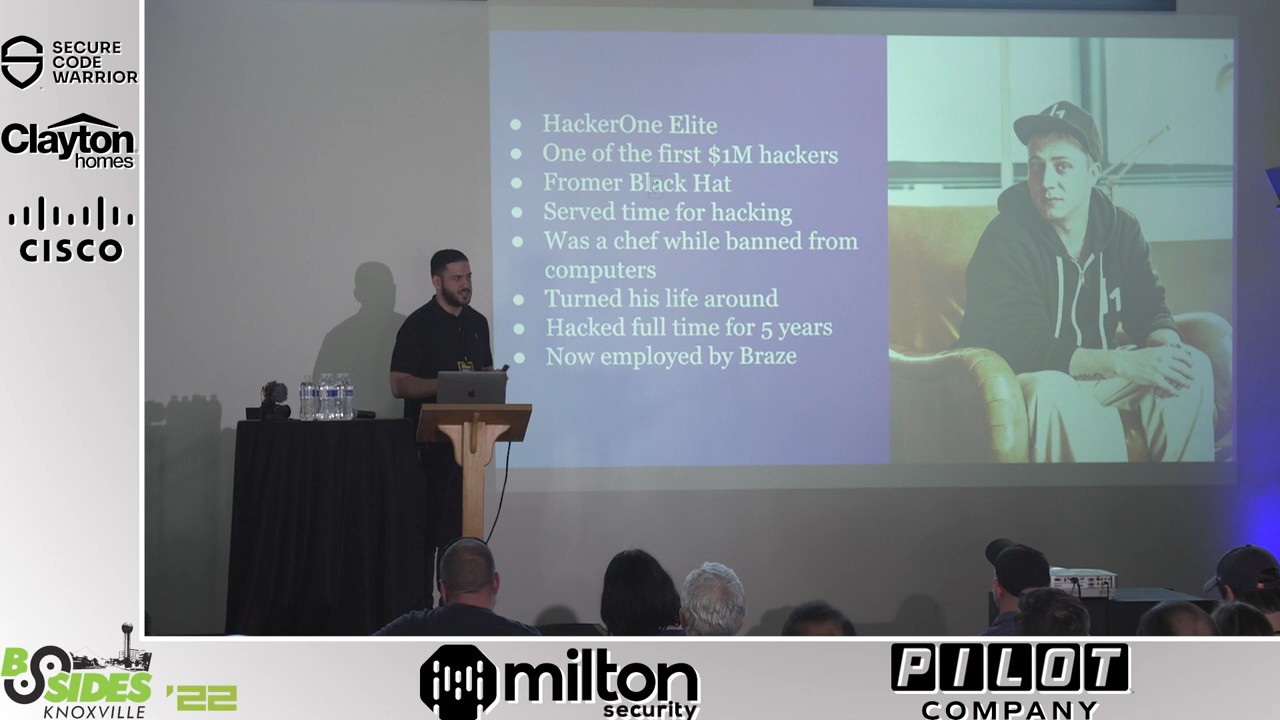 SECURE
CODE
WARRIOR
Clayton
homes
CISCO
HackerOne Elite
One of the first $1M hackers
Fromer Black Hat
Served time for hacking
Was a chef while banned from
computers
Turned his life around
Hacked full time for 5 years
Now employed by Braze
BSIDES '22
KNOXVILLE
milton
security
PILOT
COMPANY